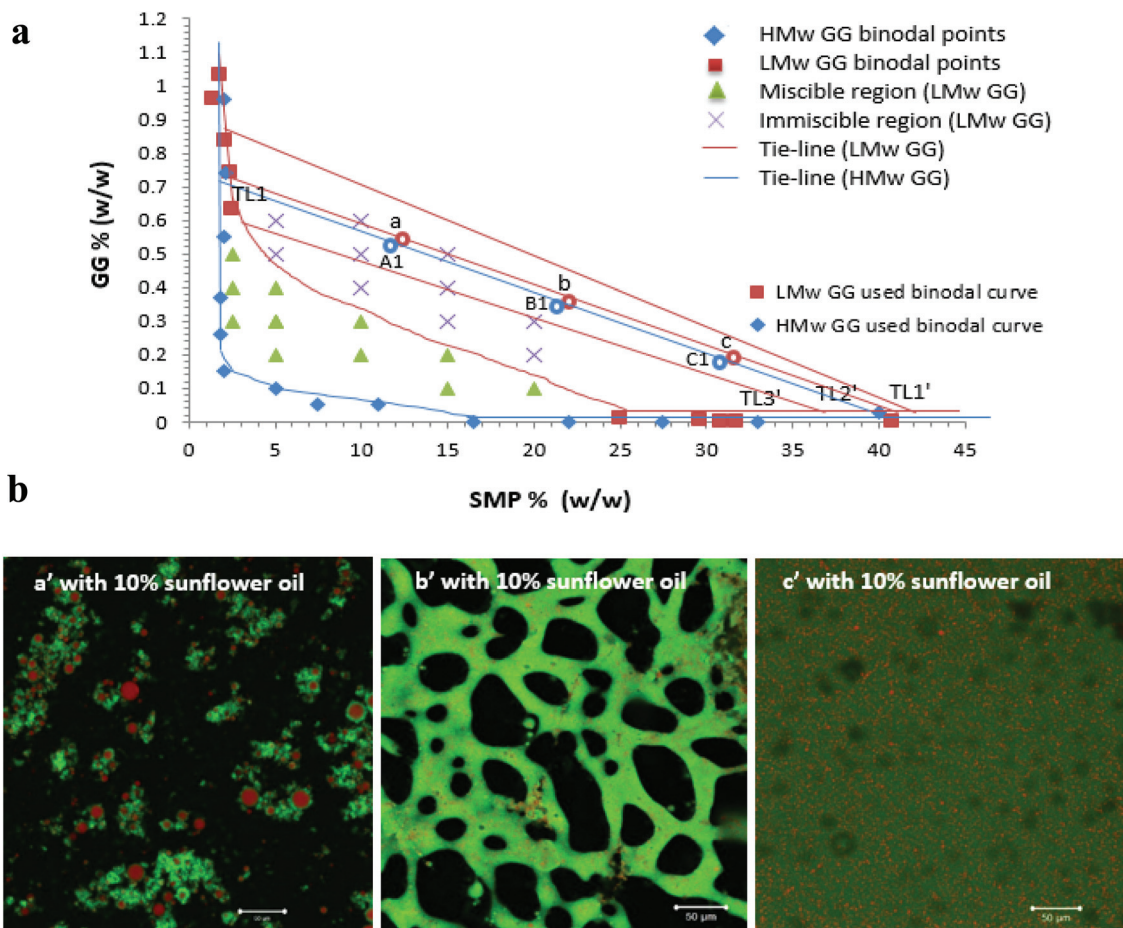 a
HMw GG binodal points
LMw GG binodal points
Miscible region (LMw GG)
Immiscible region (LMw GG)
Tie-line (LMw GG)
Tie-line (HMw GG)
LMw GG used binodal curve
HMw GG used binodal curve
GG % (w/w)
1.2
1.1
1
0.9
0.8
0.7
0.6
0.5
0.4
0.3
0.2
0.1
0
TL1
a
A1
b
B1
c
C1
TL3'
TL2'
TL1'
0 5 10 15 20 25 30 35 40 45
SMP % (w/w)
b
a' with 10% sunflower oil
b' with 10% sunflower oil
c' with 10% sunflower oil
50 µm
50 µm
50 µm